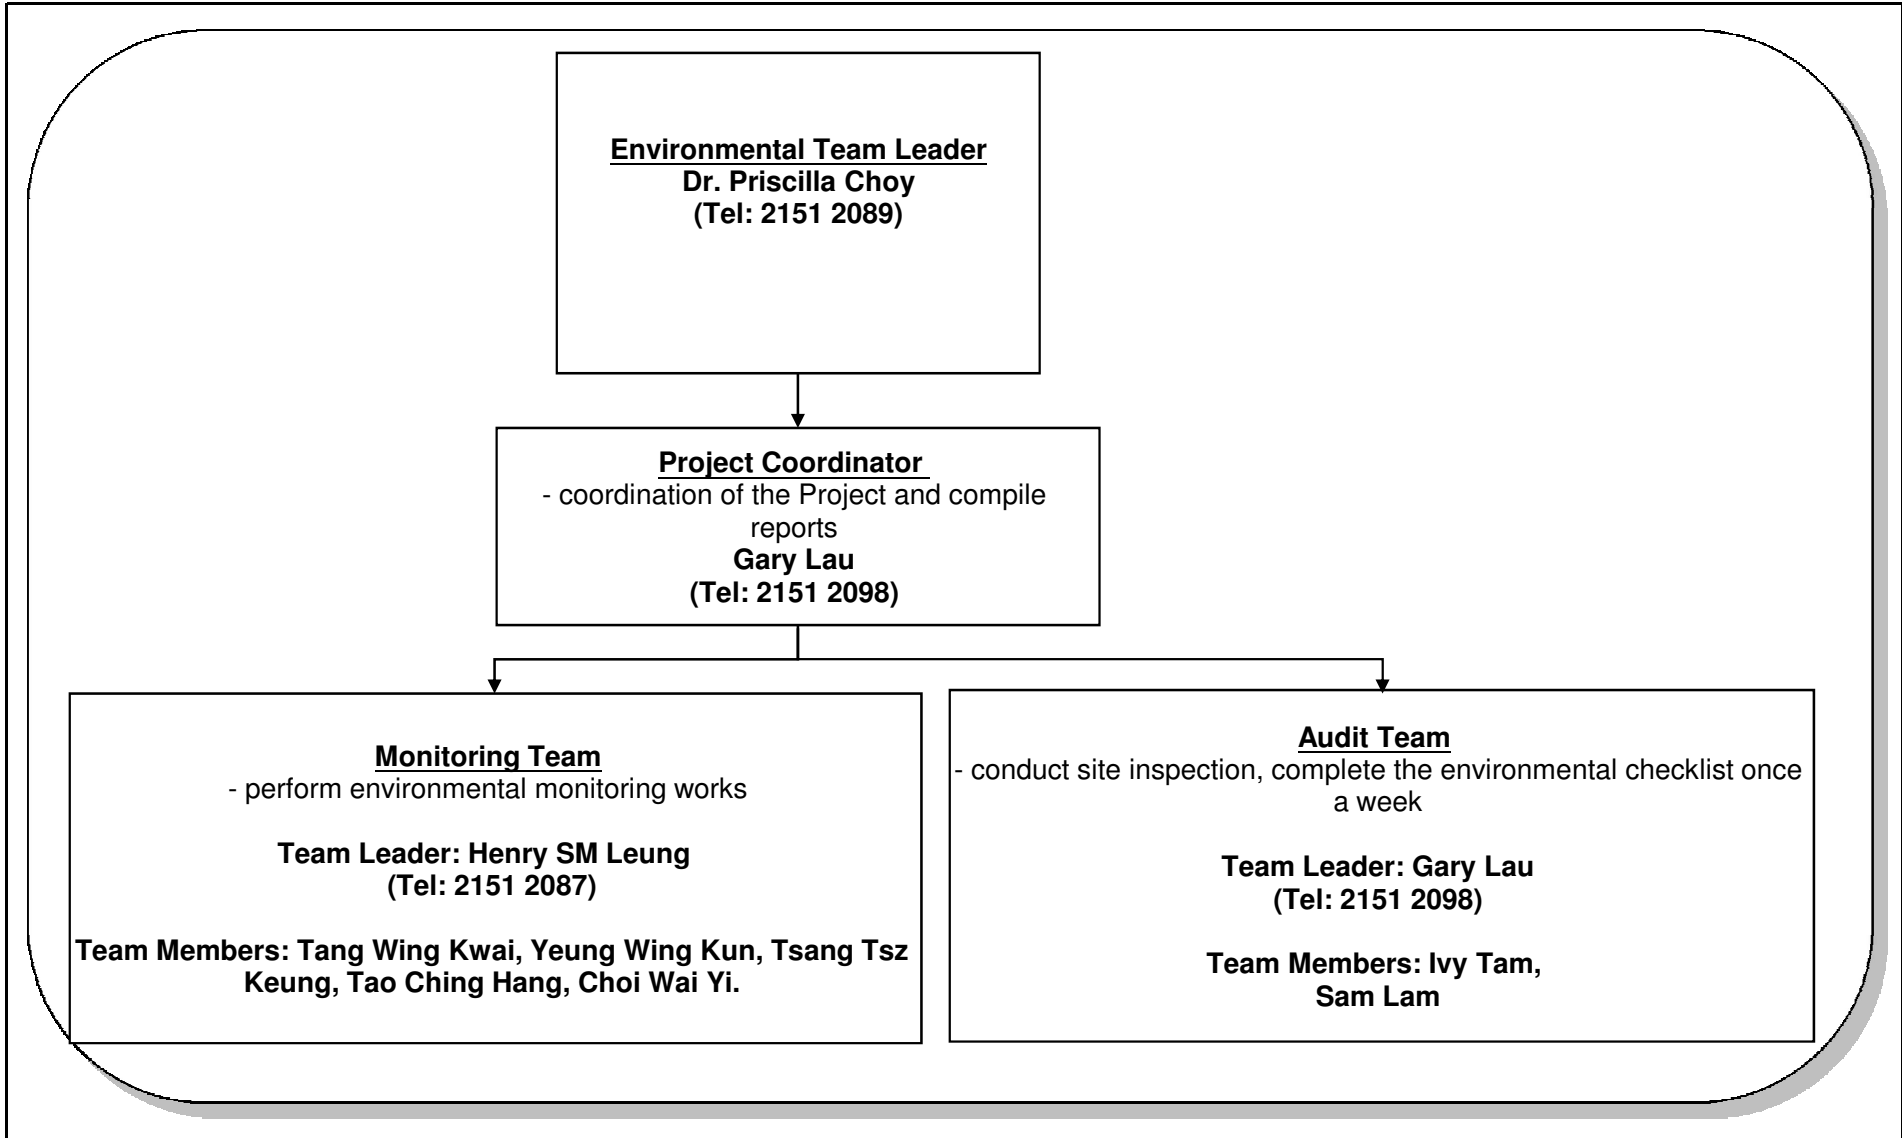 Environmental Team Leader
Dr. Priscilla Choy
(Tel: 2151 2089)
Project Coordinator
- coordination of the Project and compile
reports
Gary Lau
(Tel: 2151 2098)
Monitoring Team
- perform environmental monitoring works
Team Leader: Henry SM Leung
(Tel: 2151 2087)
Team Members: Tang Wing Kwai, Yeung Wing Kun, Tsang Tsz
Keung, Tao Ching Hang, Choi Wai Yi.
Audit Team
- conduct site inspection, complete the environmental checklist once
a week
Team Leader: Gary Lau
(Tel: 2151 2098)
Team Members: Ivy Tam,
Sam Lam